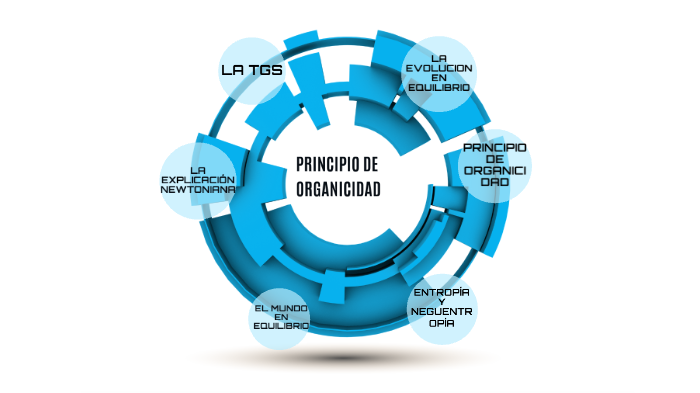 LA TGS
LA
EVOLUCION
EN
EQUILIBRIO
PRINCIPIO DE
ORGANICIDAD
PRINCIPIO
DE
ORGANICI
DAD
LA
EXPLICACIÓN
NEWTONIANA
ENTROPÍA
Y
NEGUENTR
OPÍA
EL MUNDO
EN
EQUILIBRIO